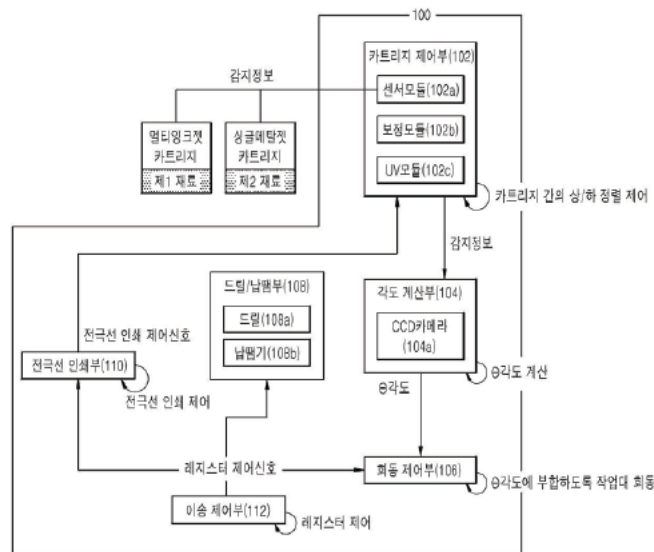 100
카트리지 제어부(102)
감지정보
센서모듈(102a)
멀티잉크젯
카트리지
제1 재료
싱글메탈젯
카트리지
제2 재료
보정모듈(102b)
UV모듈(102c)
카트리지 간의 상/하 정렬 제어
감지정보
드릴/납땜부(108)
드릴(108a)
납땜기(108b)
각도 계산부(104)
CCD카메라
(104a)
전극선 인쇄 제어신호
전극선 인쇄부(110)
전극선 인쇄 제어
θ각도 계산
θ각도
레지스터 제어신호
회동 제어부(106)
θ각도에 부합하도록 작업대 회동
이송 제어부(112)
레지스터 제어